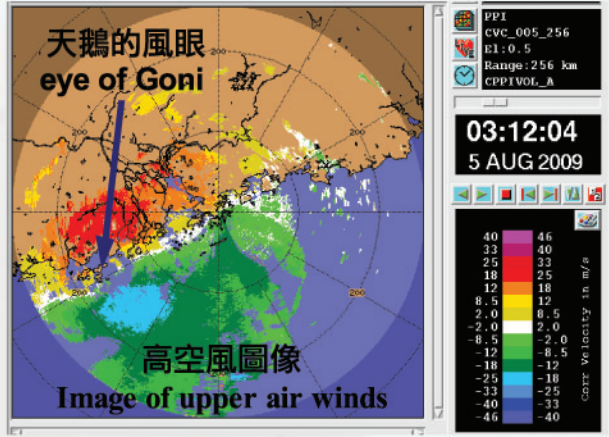 天鵝的風眼
eye of Goni
200
200
200
200
200
高空風圖像
Image of upper air winds
PPI
CVC_005_256
El:0.5
Range:256 km
CPPIVOL_A
03:12:04
5 AUG 2009
40 46
33 40
25 33
18 25
12 18
8.5 12
2.0 8.5
-2.0 2.0
-8.5 -2.0
-12 -8.5
-18 -12
-25 -18
-33 -25
-40 -33
-46 -40
Corr Velocity in m/s